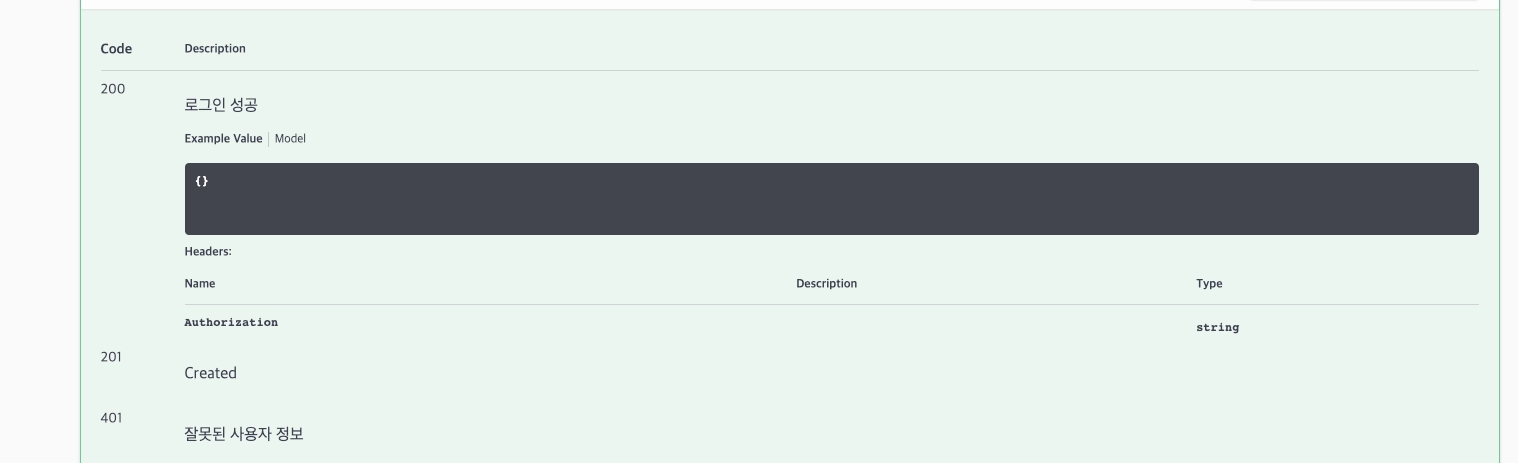 Code Description
200
로그인 성공
Example Value Model
{}
Headers:
Name Description Type
Authorization string
201
Created
401
잘못된 사용자 정보